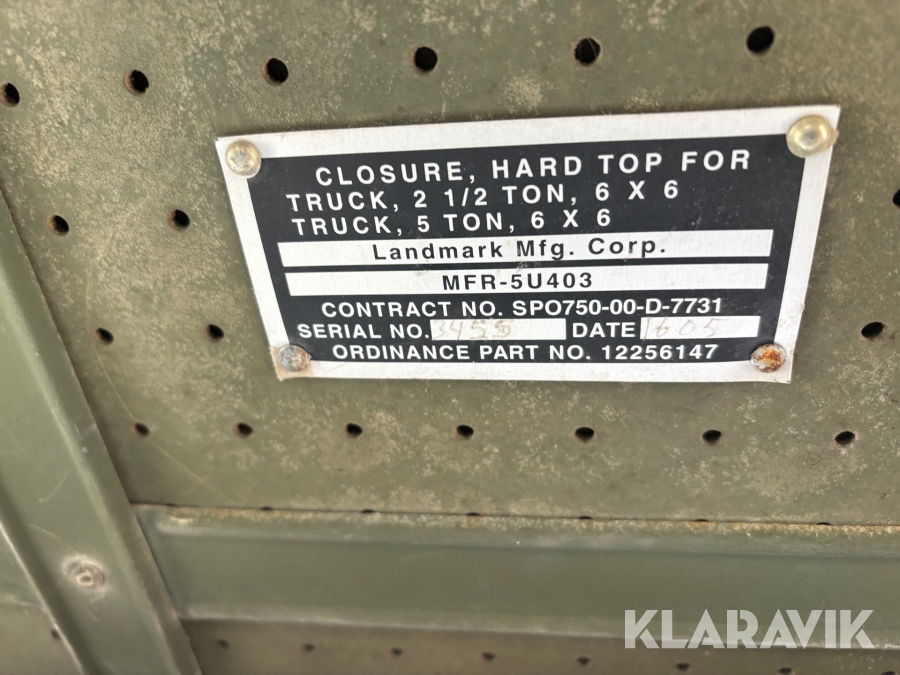 CLOSURE, HARD TOP FOR
TRUCK, 2 1/2 TON, 6 X 6
TRUCK, 5 TON, 6 X 6
Landmark Mfg. Corp.
MFR-5U403
CONTRACT NO. SPO750-00-D-7731
SERIAL NO. DATE
ORDINANCE PART NO. 12256147
KLARAVIK